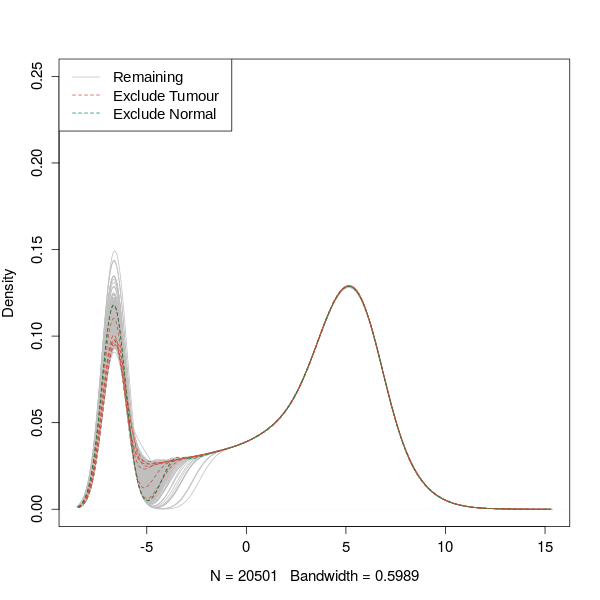 0.25
0.20
0.15
0.10
0.05
0.00
Density
Remaining
Exclude Tumour
Exclude Normal
-5 0 5 10 15
N = 20501 Bandwidth = 0.5989